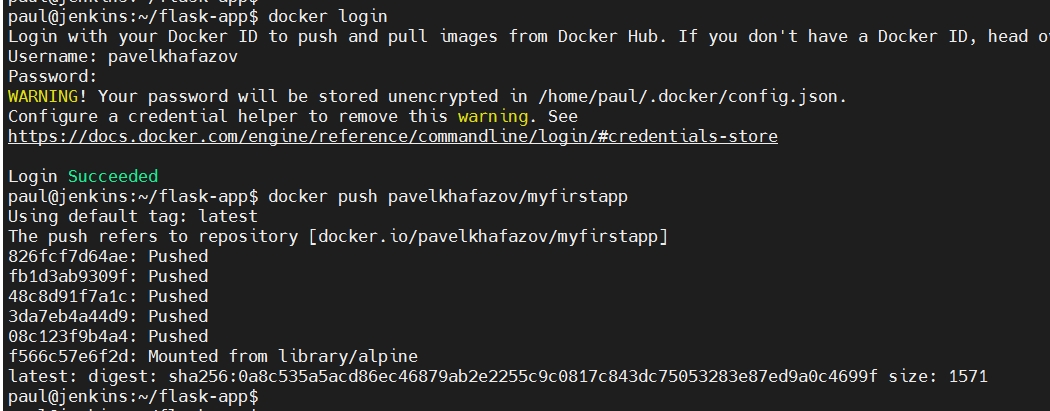 paul@jenkins:~/flask-app$ docker login
Login with your Docker ID to push and pull images from Docker Hub. If you don't have a Docker ID, head
Username: pavelkhafazov
Password:
WARNING! Your password will be stored unencrypted in /home/paul/.docker/config.json.
Configure a credential helper to remove this warning. See
https://docs.docker.com/engine/reference/commandline/login/#credentials-store
Login Succeeded
paul@jenkins:~/flask-app$ docker push pavelkhafazov/myfirstapp
Using default tag: latest
The push refers to repository [docker.io/pavelkhafazov/myfirstapp]
826fcf7d64ae: Pushed
fb1d3ab9309f: Pushed
48c8d91f7a1c: Pushed
3da7eb4a44d9: Pushed
08c123f9b4a4: Pushed
f566c57e6f2d: Mounted from library/alpine
latest: digest: sha256:0a8c535a5acd86ec46879ab2e2255c9c0817c843dc75053283e87ed9a0c4699f size: 1571
paul@jenkins:~/flask-app$